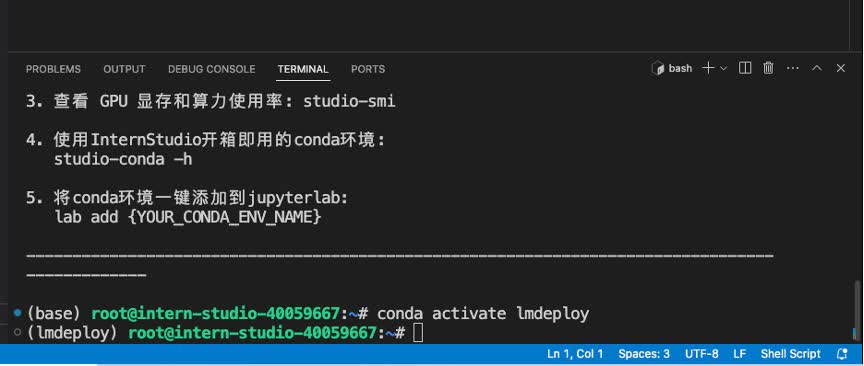 PROBLEMS OUTPUT DEBUG CONSOLE TERMINAL PORTS bash
3. 查看 GPU 显存和算力使用率: studio-smi
4. 使用InternStudio开箱即用的conda环境:
studio-conda -h
5. 将conda环境一键添加到jupyterlab:
lab add {YOUR_CONDA_ENV_NAME}
---------------------------------------------------------------------------------
-------------
(base) root@intern-studio-40059667:~# conda activate lmdeploy
(lmdeploy) root@intern-studio-40059667:~#
Ln 1, Col 1 Spaces: 3 UTF-8 LF Shell Script